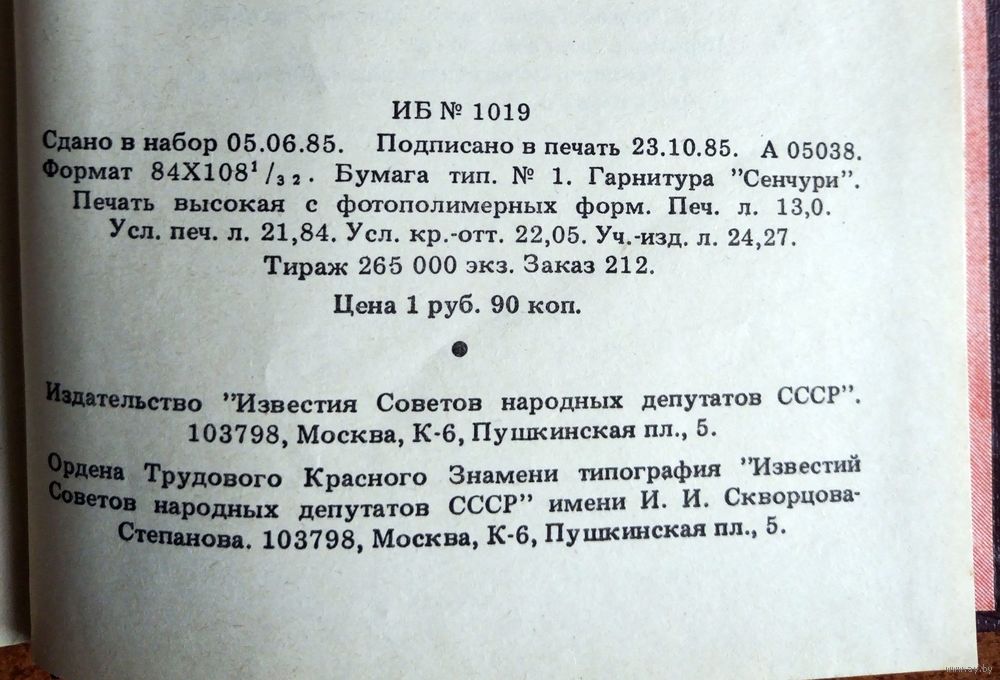 ИБ № 1019
Сдано в набор 05.06.85. Подписано в печать 23.10.85. А 05038.
Формат 84Х108¹/₃₂. Бумага тип. № 1. Гарнитура "Сенчури".
Печать высокая с фотополимерных форм. Печ. л. 13,0.
Усл. печ. л. 21,84. Усл. кр.-отт. 22,05. Уч.-изд. л. 24,27.
Тираж 265 000 экз. Заказ 212.
Цена 1 руб. 90 коп.
Издательство "Известия Советов народных депутатов СССР".
103798, Москва, К-6, Пушкинская пл., 5.
Ордена Трудового Красного Знамени типография "Известий
Советов народных депутатов СССР" имени И. И. Скворцова-
Степанова. 103798, Москва, К-6, Пушкинская пл., 5.